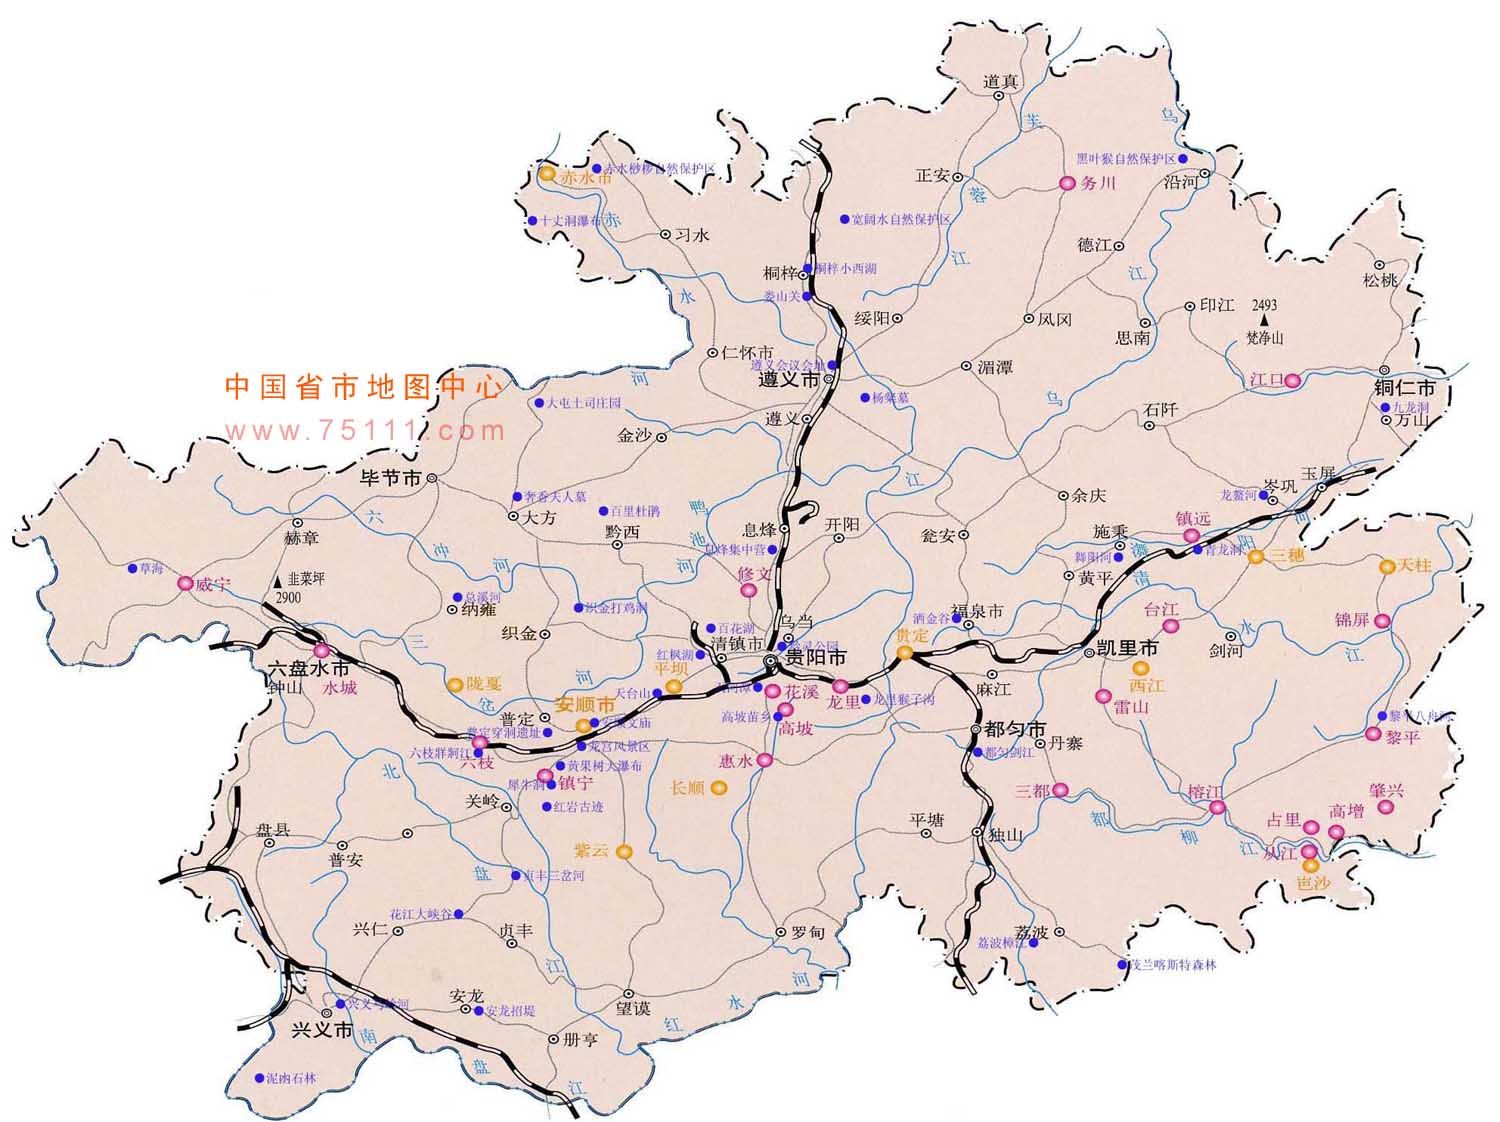 道真
芙
乌
黑叶猴自然保护区
赤水桫椤自然保护区
赤水市
正安
务川
沿河
蓉
十丈洞瀑布
赤
宽阔水自然保护区
习水
德江
江
桐梓
桐梓小西湖
江
松桃
水
娄山关
绥阳
凤冈
思南
印江
2493
梵净山
仁怀市
遵义会议会址
遵义市
湄潭
江口
铜仁市
中国省市地图中心
www.75111.com
河
大屯土司庄园
杨粲墓
乌
九龙洞
万山
石阡
遵义
金沙
毕节市
江
玉屏
岑巩
龙鳌河
奢香夫人墓
余庆
大方
百里杜鹃
鸭
六
黔西
池
息烽
开阳
瓮安
施秉
镇远
河
赫章
冲
河
河
息烽集中营
舞阳河
青龙洞
阳
三穗
天柱
草海
威宁
韭菜坪
2900
修文
黄平
清
总溪河
纳雍
织金打鸡洞
洒金谷
福泉市
台江
锦屏
乌当
三
织金
百花湖
贵定
水
清镇市
黔灵公园
贵阳市
凯里市
剑河
江
红枫湖
六盘水市
钟山
水城
陇戛
河
平坝
西江
麻江
岔
天台山
花溪
龙里
龙里猴子沟
雷山
安顺市
普定
安顺文庙
高坡苗乡
高坡
都匀市
黎平八舟河
黎平
普定穿洞遗址
丹寨
六枝牂牁江
六枝
龙宫风景区
都匀剑江
惠水
北
黄果树大瀑布
犀牛洞
镇宁
长顺
三都
榕江
肇兴
关岭
红岩古迹
高增
占里
都
柳
江
盘县
平塘
独山
普安
紫云
从江
岜沙
盘
贞丰三岔河
花江大峡谷
兴仁
贞丰
罗甸
荔波
荔波樟江
茂兰喀斯特森林
江
河
水
安龙
安龙招堤
望谟
兴义市
红
南
册亨
盘
泥凼石林
江